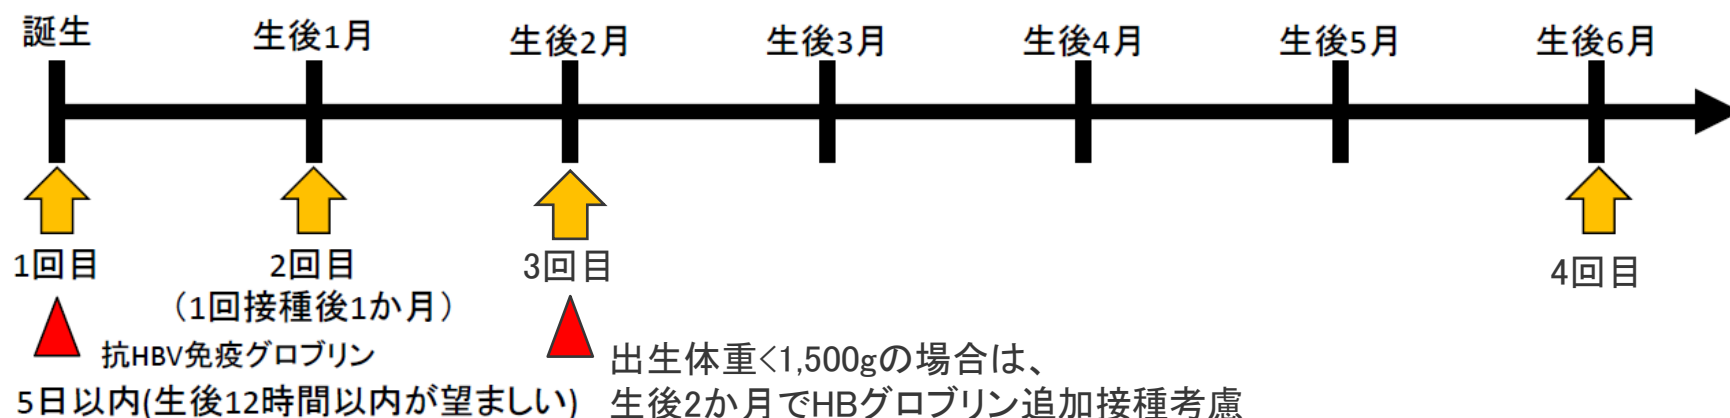 誕生
生後1月
生後2月
生後3月
生後4月
生後5月
生後6月
1回目
2回目
（1回接種後1か月）
3回目
4回目
抗HBV免疫グロブリン
5日以内(生後12時間以内が望ましい)
出生体重<1,500gの場合は、
生後2か月でHBグロブリン追加接種考慮